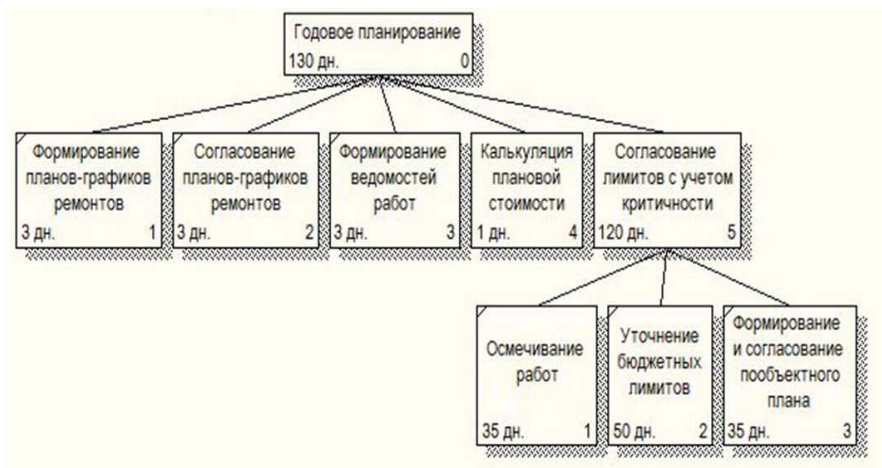 Годовое планирование
130 дн. 0
Формирование
планов-графиков
ремонтов
3 дн. 1
Согласование
планов-графиков
ремонтов
3 дн. 2
Формирование
ведомостей
работ
3 дн. 3
Калькуляция
плановой
стоимости
1 дн. 4
Согласование
лимитов с учетом
критичности
120 дн. 5
Осмечивание
работ
35 дн. 1
Уточнение
бюджетных
лимитов
50 дн. 2
Формирование
и согласование
пообъектного
плана
35 дн. 3